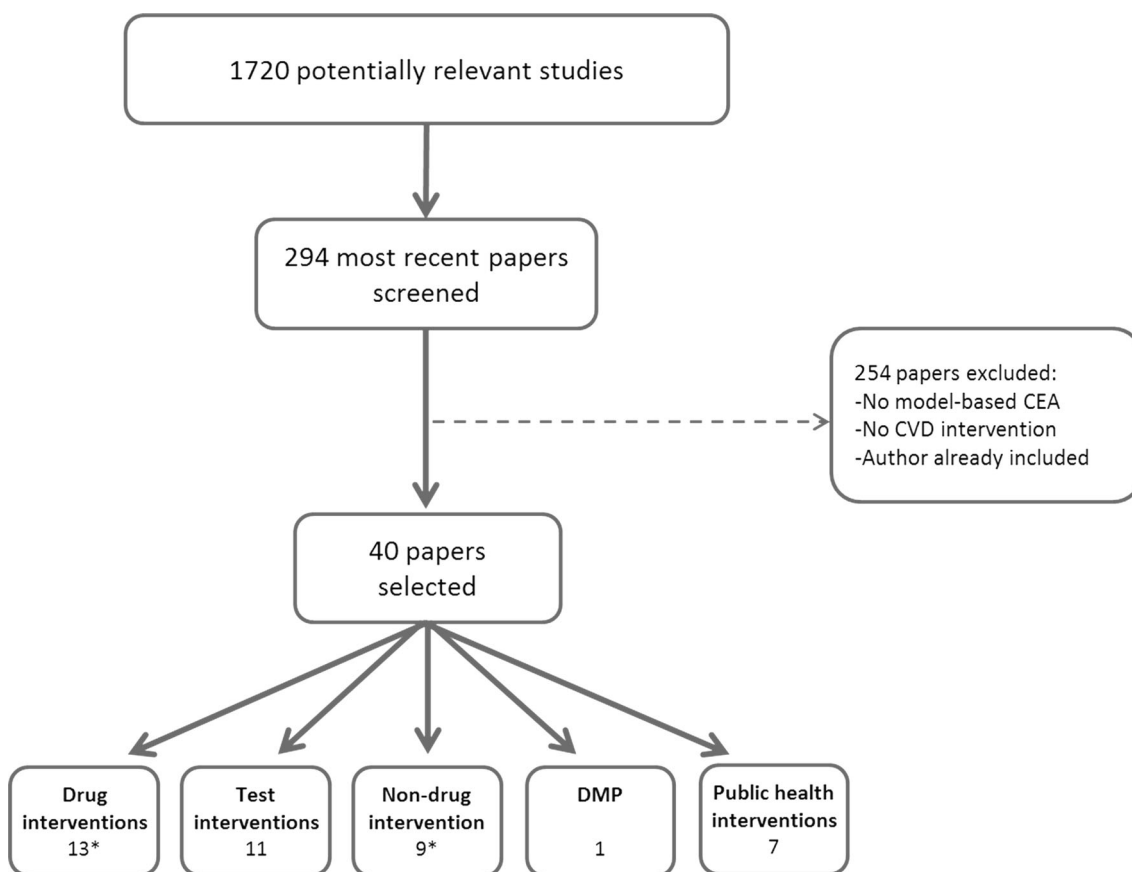 1720 potentially relevant studies
294 most recent papers
screened
254 papers excluded:
-No model-based CEA
-No CVD intervention
-Author already included
40 papers
selected
Drug
interventions
13*
Test
interventions
11
Non-drug
intervention
9*
DMP
1
Public health
interventions
7